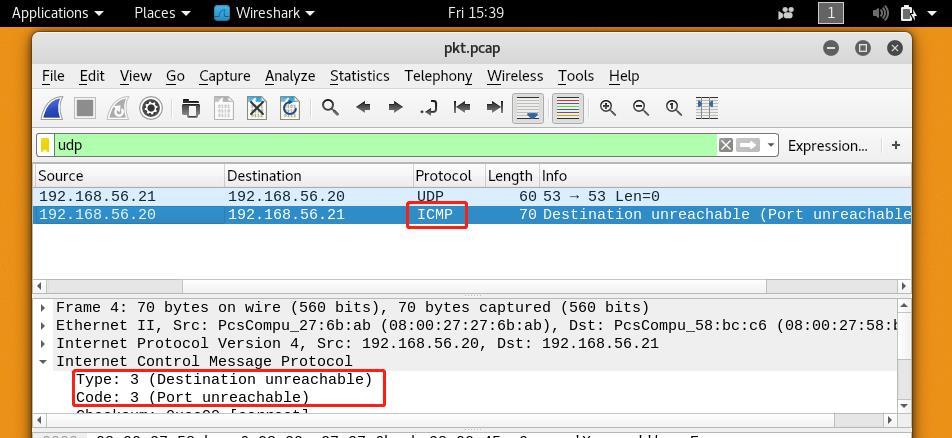 Applications Places Wireshark Fri 15:39 1
pkt.pcap
File Edit View Go Capture Analyze Statistics Telephony Wireless Tools Help
udp Expression... +
Source Destination Protocol Length Info
192.168.56.21 192.168.56.20 UDP 60 53 → 53 Len=0
192.168.56.20 192.168.56.21 ICMP 70 Destination unreachable (Port unreachable
Frame 4: 70 bytes on wire (560 bits), 70 bytes captured (560 bits)
Ethernet II, Src: PcsCompu_27:6b:ab (08:00:27:27:6b:ab), Dst: PcsCompu_58:bc:c6 (08:00:27:58:b
Internet Protocol Version 4, Src: 192.168.56.20, Dst: 192.168.56.21
Internet Control Message Protocol
Type: 3 (Destination unreachable)
Code: 3 (Port unreachable)